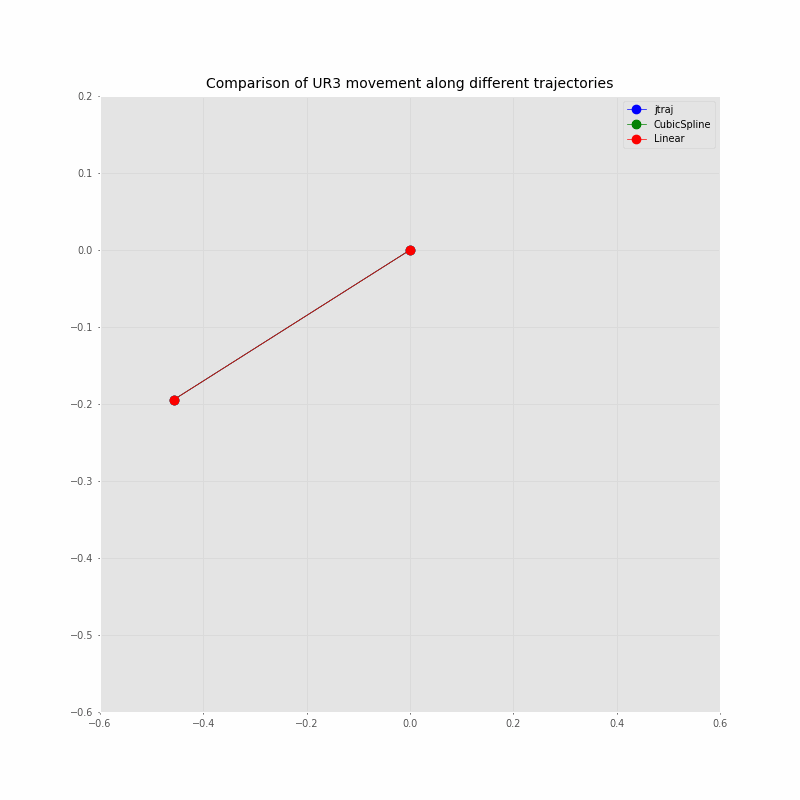 Comparison of UR3 movement along different trajectories
jtraj
CubicSpline
Linear
0.2
0.1
0.0
−0.1
−0.2
−0.3
−0.4
−0.5
−0.6
−0.6 −0.4 −0.2 0.0 0.2 0.4 0.6